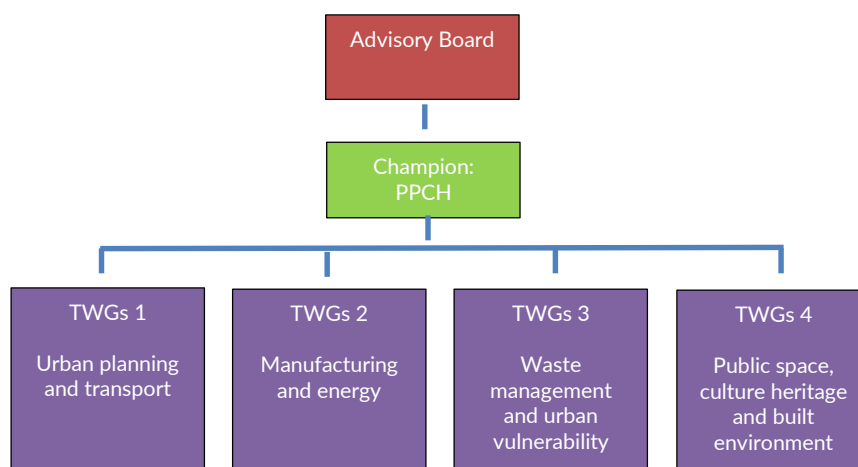 Advisory Board
Champion:
PPCH
TWGs 1
Urban planning
and transport
TWGs 2
Manufacturing
and energy
TWGs 3
Waste
management
and urban
vulnerability
TWGs 4
Public space,
culture heritage
and built
environment